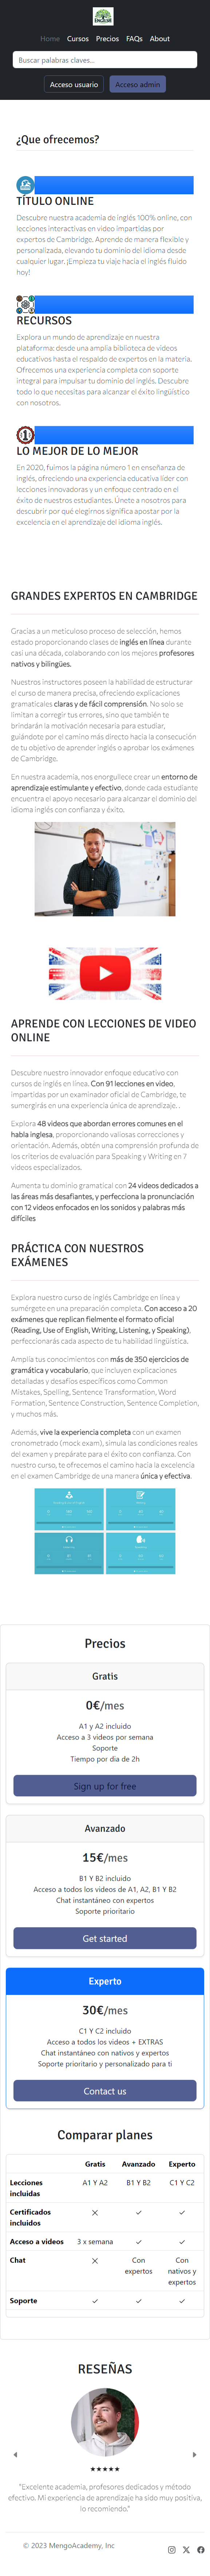 ENGLISH
Home Cursos Precios FAQs About
Buscar palabras claves...
Acceso usuario Acceso admin
¿Que ofrecemos?
TÍTULO ONLINE
Descubre nuestra academia de inglés 100% online, con
lecciones interactivas en video impartidas por
expertos de Cambridge. Aprende de manera flexible y
personalizada, elevando tu dominio del idioma desde
cualquier lugar. ¡Empieza tu viaje hacia el inglés fluido
hoy!
RECURSOS
Explora un mundo de aprendizaje en nuestra
plataforma: desde una amplia biblioteca de videos
educativos hasta el respaldo de expertos en la materia.
Ofrecemos una experiencia completa con soporte
integral para impulsar tu dominio del inglés. Descubre
todo lo que necesitas para alcanzar el éxito lingüístico
con nosotros.
1
LO MEJOR DE LO MEJOR
En 2020, fuimos la página número 1 en enseñanza de
inglés, ofreciendo una experiencia educativa líder con
lecciones innovadoras y un enfoque centrado en el
éxito de nuestros estudiantes. Únete a nosotros para
descubrir por qué elegirnos significa apostar por la
excelencia en el aprendizaje del idioma inglés.
GRANDES EXPERTOS EN CAMBRIDGE
Gracias a un meticuloso proceso de selección, hemos
estado proporcionando clases de inglés en línea durante
casi una década, colaborando con los mejores profesores
nativos y bilingües.
Nuestros instructores poseen la habilidad de estructurar
el curso de manera precisa, ofreciendo explicaciones
gramaticales claras y de fácil comprensión. No solo se
limitan a corregir tus errores, sino que también te
brindarán la motivación necesaria para estudiar,
guiándote por el camino más directo hacia la consecución
de tu objetivo de aprender inglés o aprobar los exámenes
de Cambridge.
En nuestra academia, nos enorgullece crear un entorno de
aprendizaje estimulante y efectivo, donde cada estudiante
encuentra el apoyo necesario para alcanzar el dominio del
idioma inglés con confianza y éxito.
APRENDE CON LECCIONES DE VIDEO
ONLINE
Descubre nuestro innovador enfoque educativo con
cursos de inglés en línea. Con 91 lecciones en video,
impartidas por un examinador oficial de Cambridge, te
sumergirás en una experiencia única de aprendizaje. .
Explora 48 videos que abordan errores comunes en el
habla inglesa, proporcionando valiosas correcciones y
orientación. Además, obtén una comprensión profunda de
los criterios de evaluación para Speaking y Writing en 7
videos especializados.
Aumenta tu dominio gramatical con 24 videos dedicados a
las áreas más desafiantes, y perfecciona la pronunciación
con 12 videos enfocados en los sonidos y palabras más
difíciles
PRÁCTICA CON NUESTROS
EXÁMENES
Explora nuestro curso de inglés Cambridge en línea y
sumérgete en una preparación completa. Con acceso a 20
exámenes que replican fielmente el formato oficial
(Reading, Use of English, Writing, Listening, y Speaking),
perfeccionarás cada aspecto de tu habilidad lingüística.
Amplía tus conocimientos con más de 350 ejercicios de
gramática y vocabulario, que incluyen explicaciones
detalladas y desafíos específicos como Common
Mistakes, Spelling, Sentence Transformation, Word
Formation, Sentence Construction, Sentence Completion,
y muchos más.
Además, vive la experiencia completa con un examen
cronometrado (mock exam), simula las condiciones reales
del examen y prepárate para el éxito con confianza. Con
nuestro curso, te ofrecemos el camino hacia la excelencia
en el examen Cambridge de una manera única y efectiva.
Precios
Gratis
0€/mes
A1 y A2 incluido
Acceso a 3 videos por semana
Soporte
Tiempo por dia de 2h
Sign up for free
Avanzado
15€/mes
B1 Y B2 incluido
Acceso a todos los videos de A1, A2, B1 Y B2
Chat instantáneo con expertos
Soporte prioritario
Get started
Experto
30€/mes
C1 Y C2 incluido
Acceso a todos los videos + EXTRAS
Chat instantáneo con nativos y expertos
Soporte prioritario y personalizado para ti
Contact us
Comparar planes
Gratis Avanzado Experto
Lecciones incluidas A1 Y A2 B1 Y B2 C1 Y C2
Certificados incluidos
Acceso a videos 3 x semana
Chat Con expertos Con nativos y expertos
Soporte
RESEÑAS
★★★★★
"Excelente academia, profesores dedicados y método
efectivo. Mi experiencia de aprendizaje ha sido muy positiva,
lo recomiendo."
© 2023 MengoAcademy, Inc